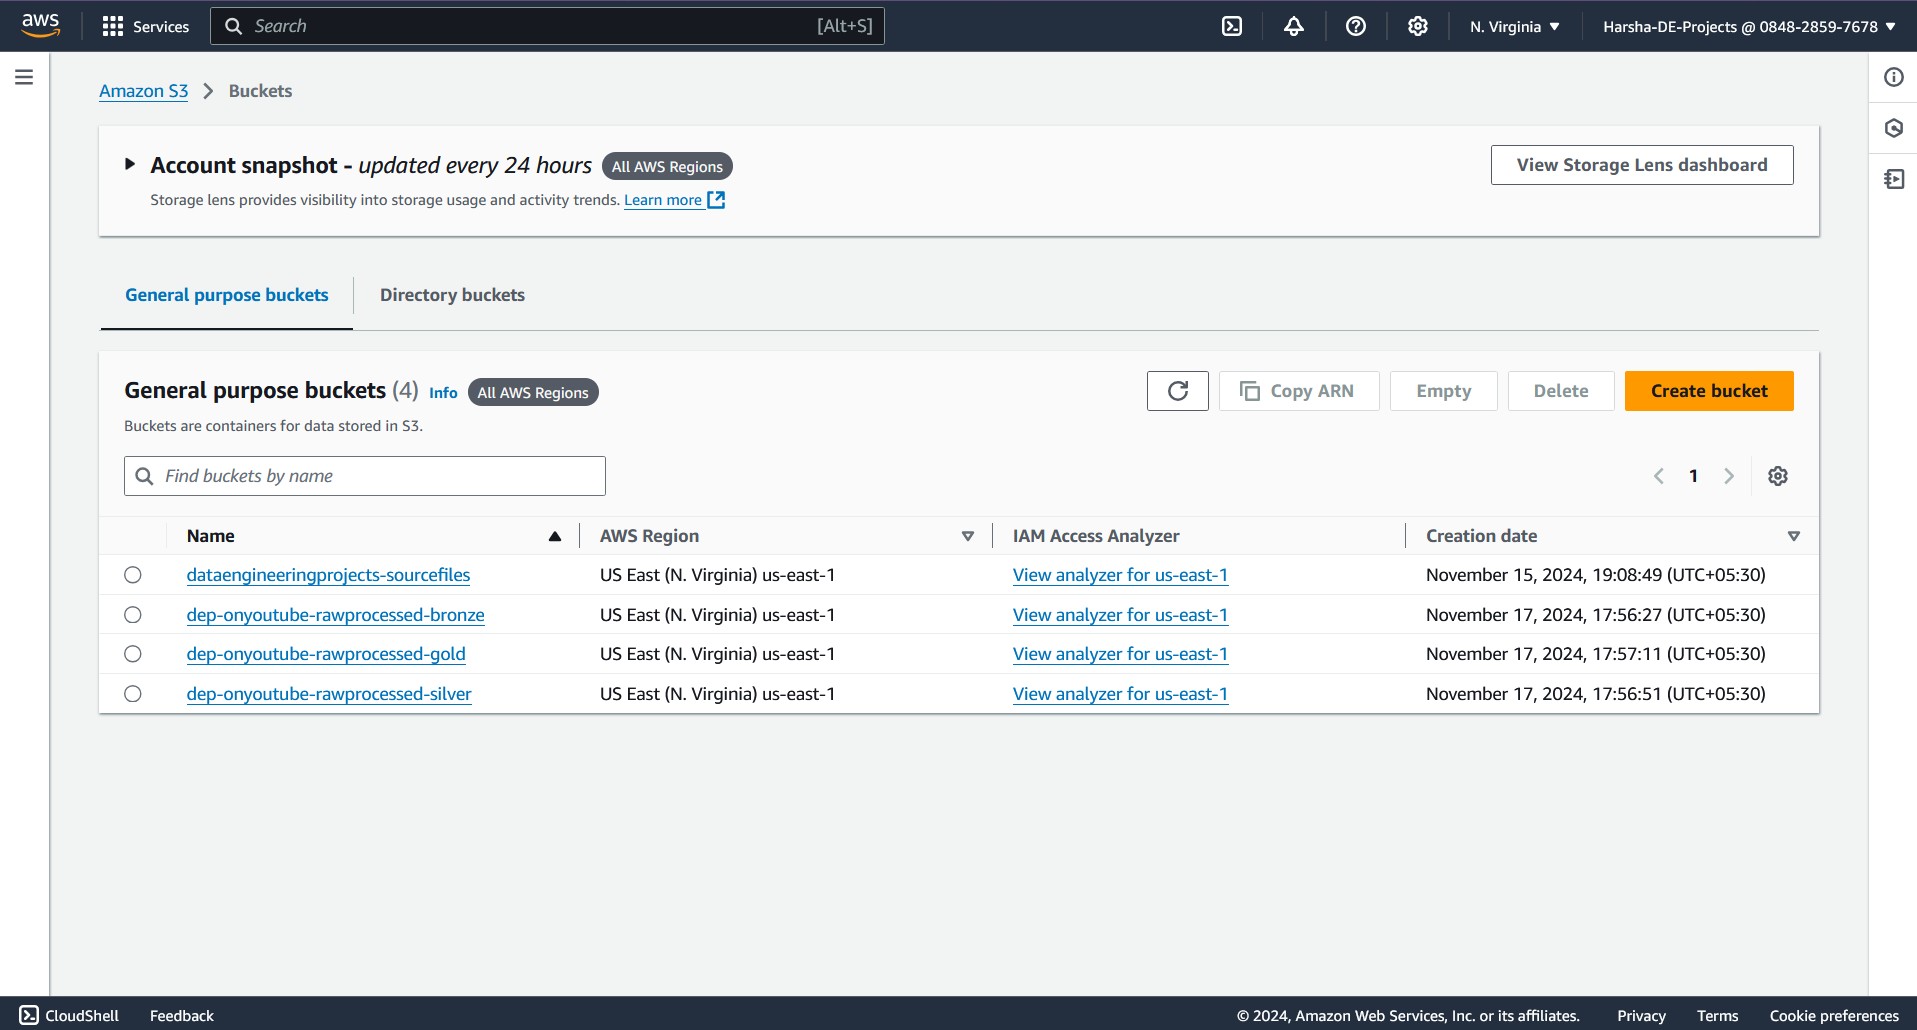 aws Services Search [Alt+S] N. Virginia Harsha-DE-Projects @ 0848-2859-7678
Amazon S3 > Buckets
Account snapshot - updated every 24 hours All AWS Regions View Storage Lens dashboard
Storage lens provides visibility into storage usage and activity trends. Learn more
General purpose buckets Directory buckets
General purpose buckets (4) Info All AWS Regions Copy ARN Empty Delete Create bucket
Buckets are containers for data stored in S3.
Find buckets by name 1
Name AWS Region IAM Access Analyzer Creation date
dataengineeringprojects-sourcefiles US East (N. Virginia) us-east-1 View analyzer for us-east-1 November 15, 2024, 19:08:49 (UTC+05:30)
dep-onyoutube-rawprocessed-bronze US East (N. Virginia) us-east-1 View analyzer for us-east-1 November 17, 2024, 17:56:27 (UTC+05:30)
dep-onyoutube-rawprocessed-gold US East (N. Virginia) us-east-1 View analyzer for us-east-1 November 17, 2024, 17:57:11 (UTC+05:30)
dep-onyoutube-rawprocessed-silver US East (N. Virginia) us-east-1 View analyzer for us-east-1 November 17, 2024, 17:56:51 (UTC+05:30)
CloudShell Feedback © 2024, Amazon Web Services, Inc. or its affiliates. Privacy Terms Cookie preferences